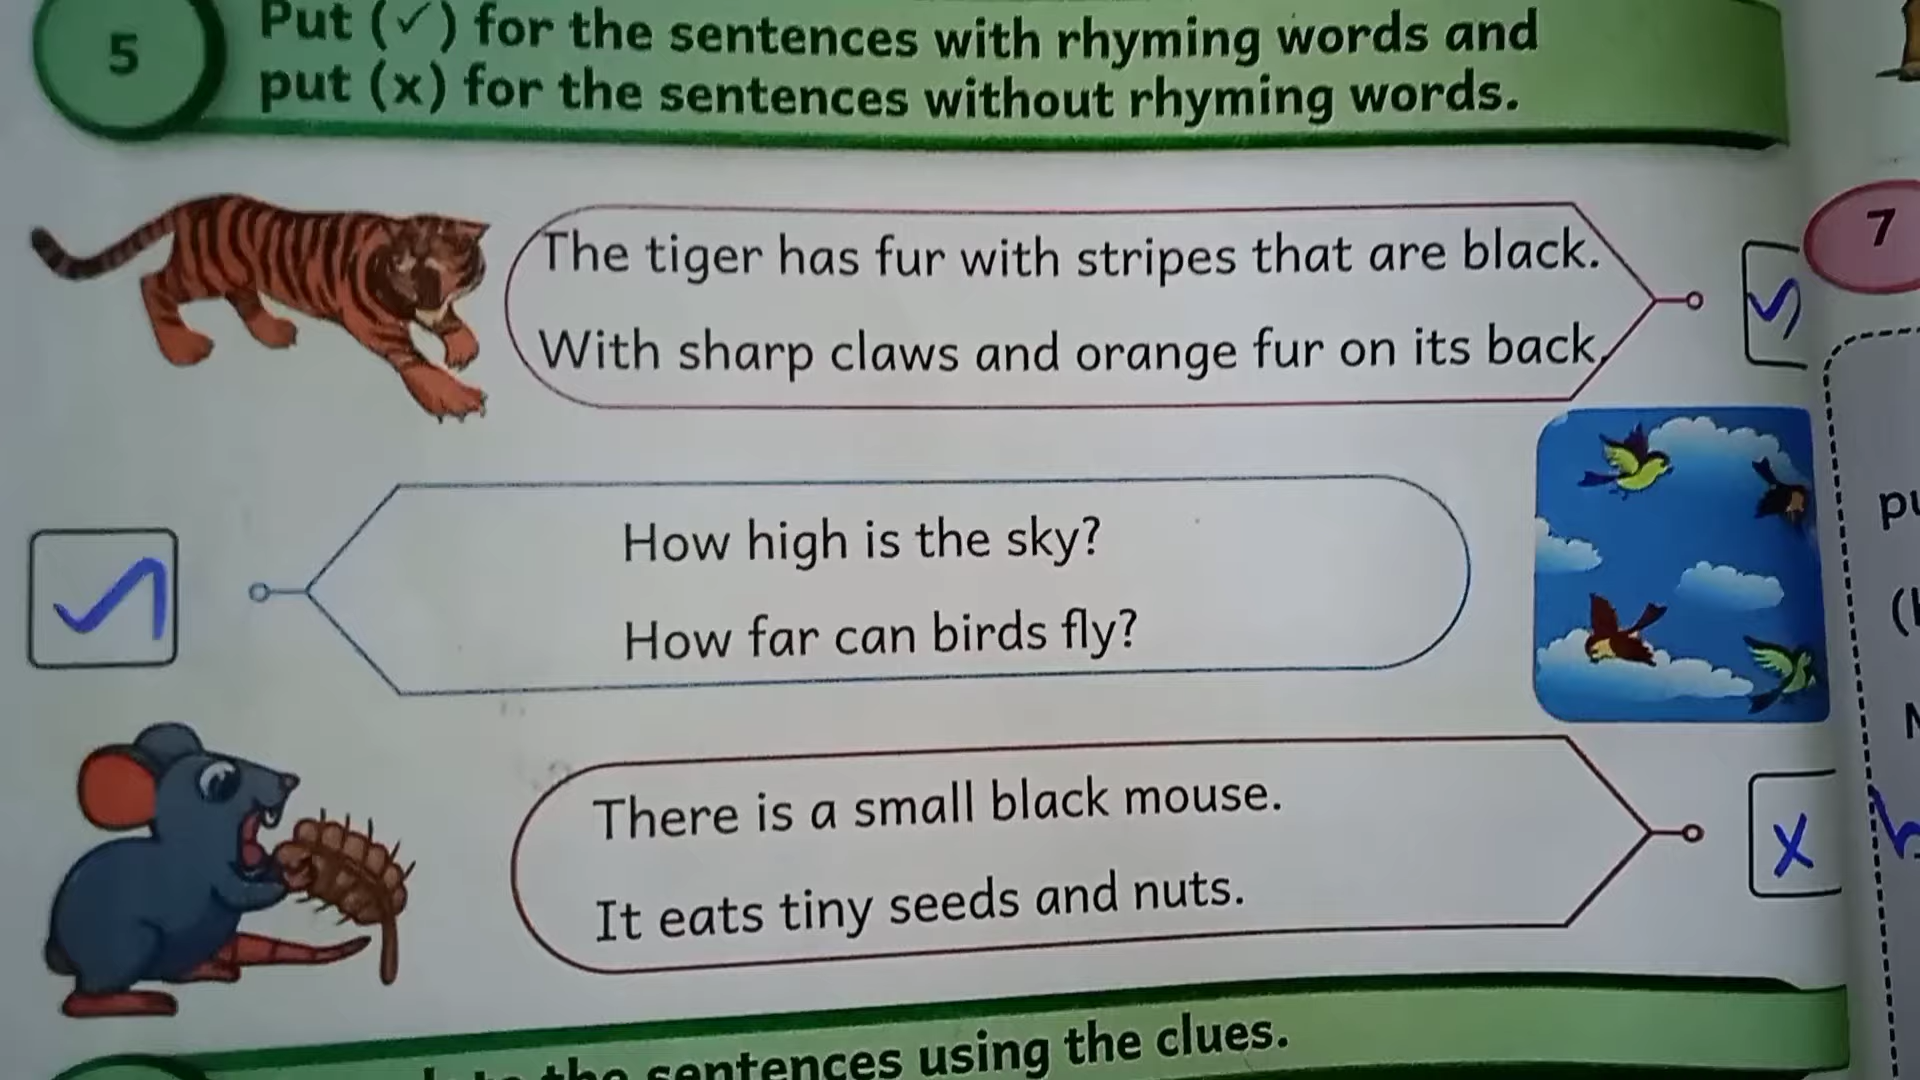 5
Put (✓) for the sentences with rhyming words and
put (x) for the sentences without rhyming words.
The tiger has fur with stripes that are black.
With sharp claws and orange fur on its back.
✓
7
How high is the sky?
How far can birds fly?
✓
There is a small black mouse.
It eats tiny seeds and nuts.
x
the sentences using the clues.